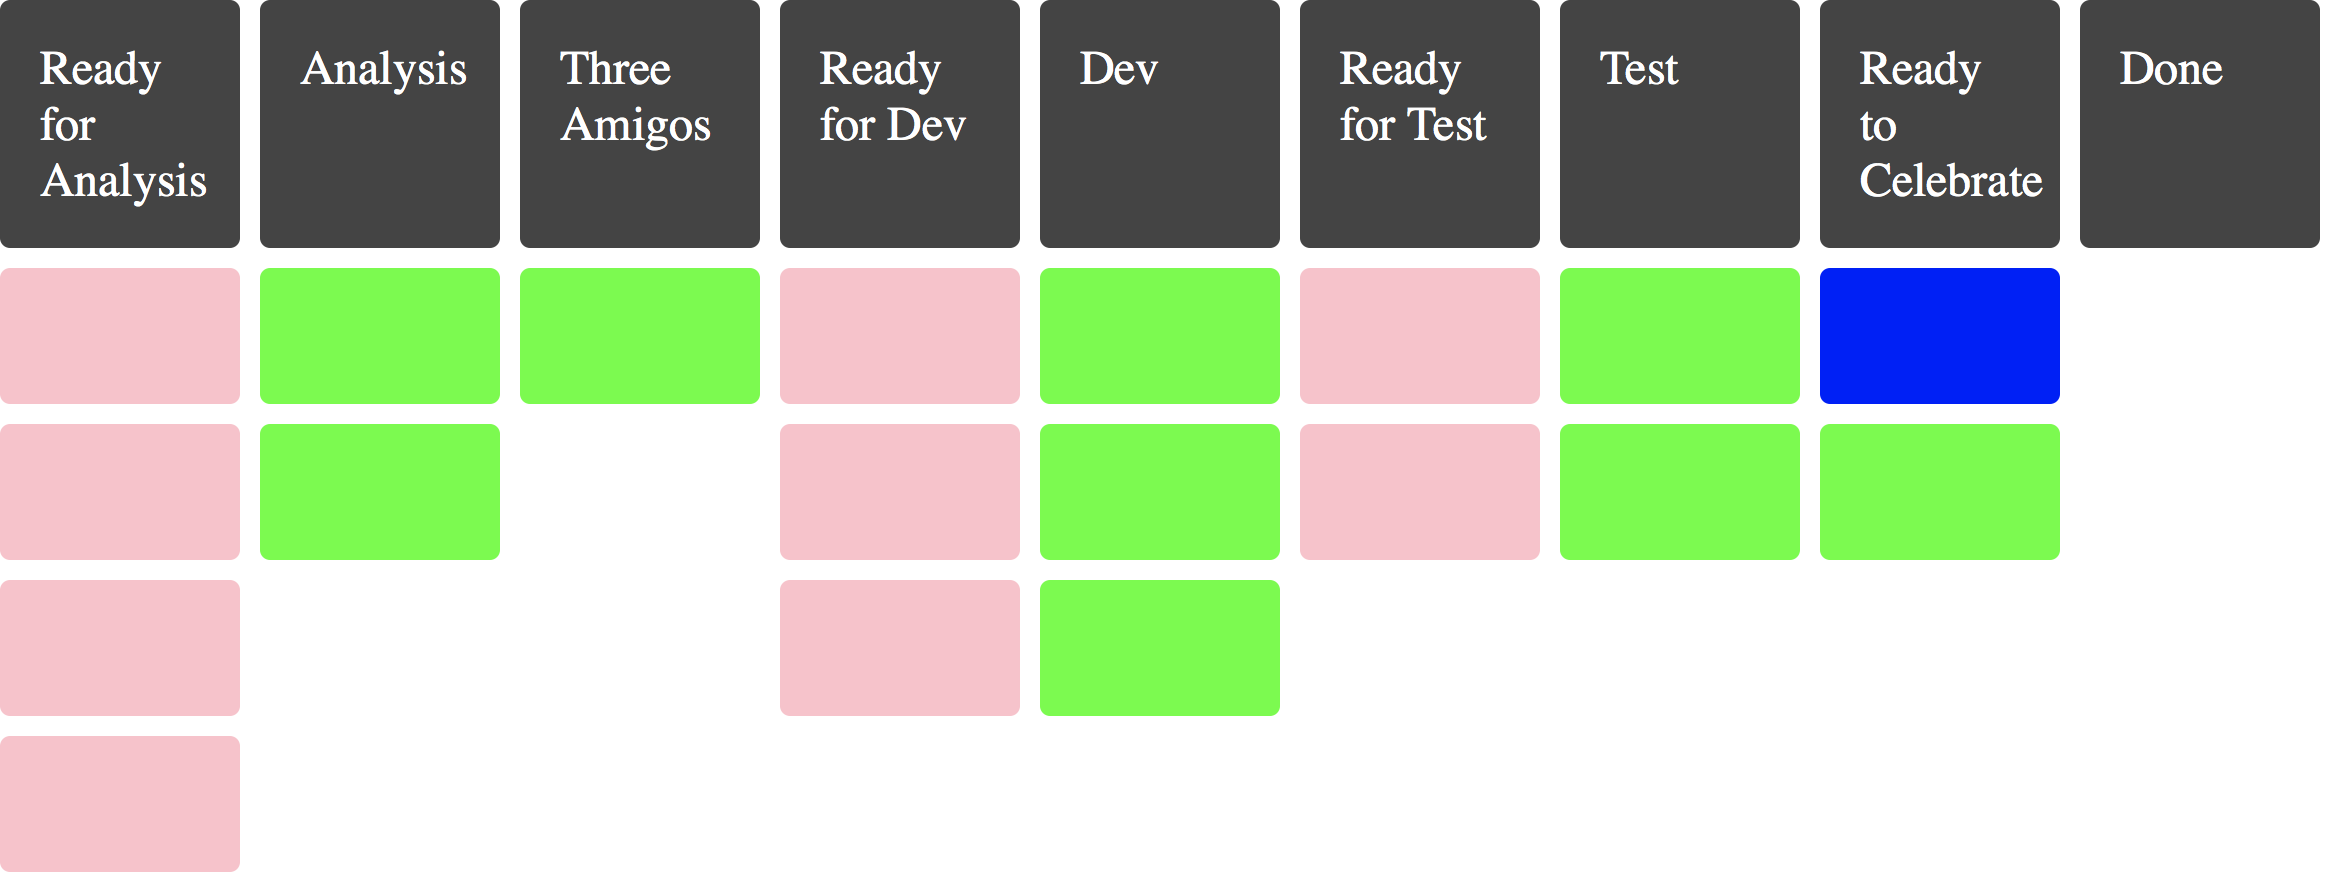 Ready
for
Analysis
Analysis
Three
Amigos
Ready
for Dev
Dev
Ready
for Test
Test
Ready
to
Celebrate
Done